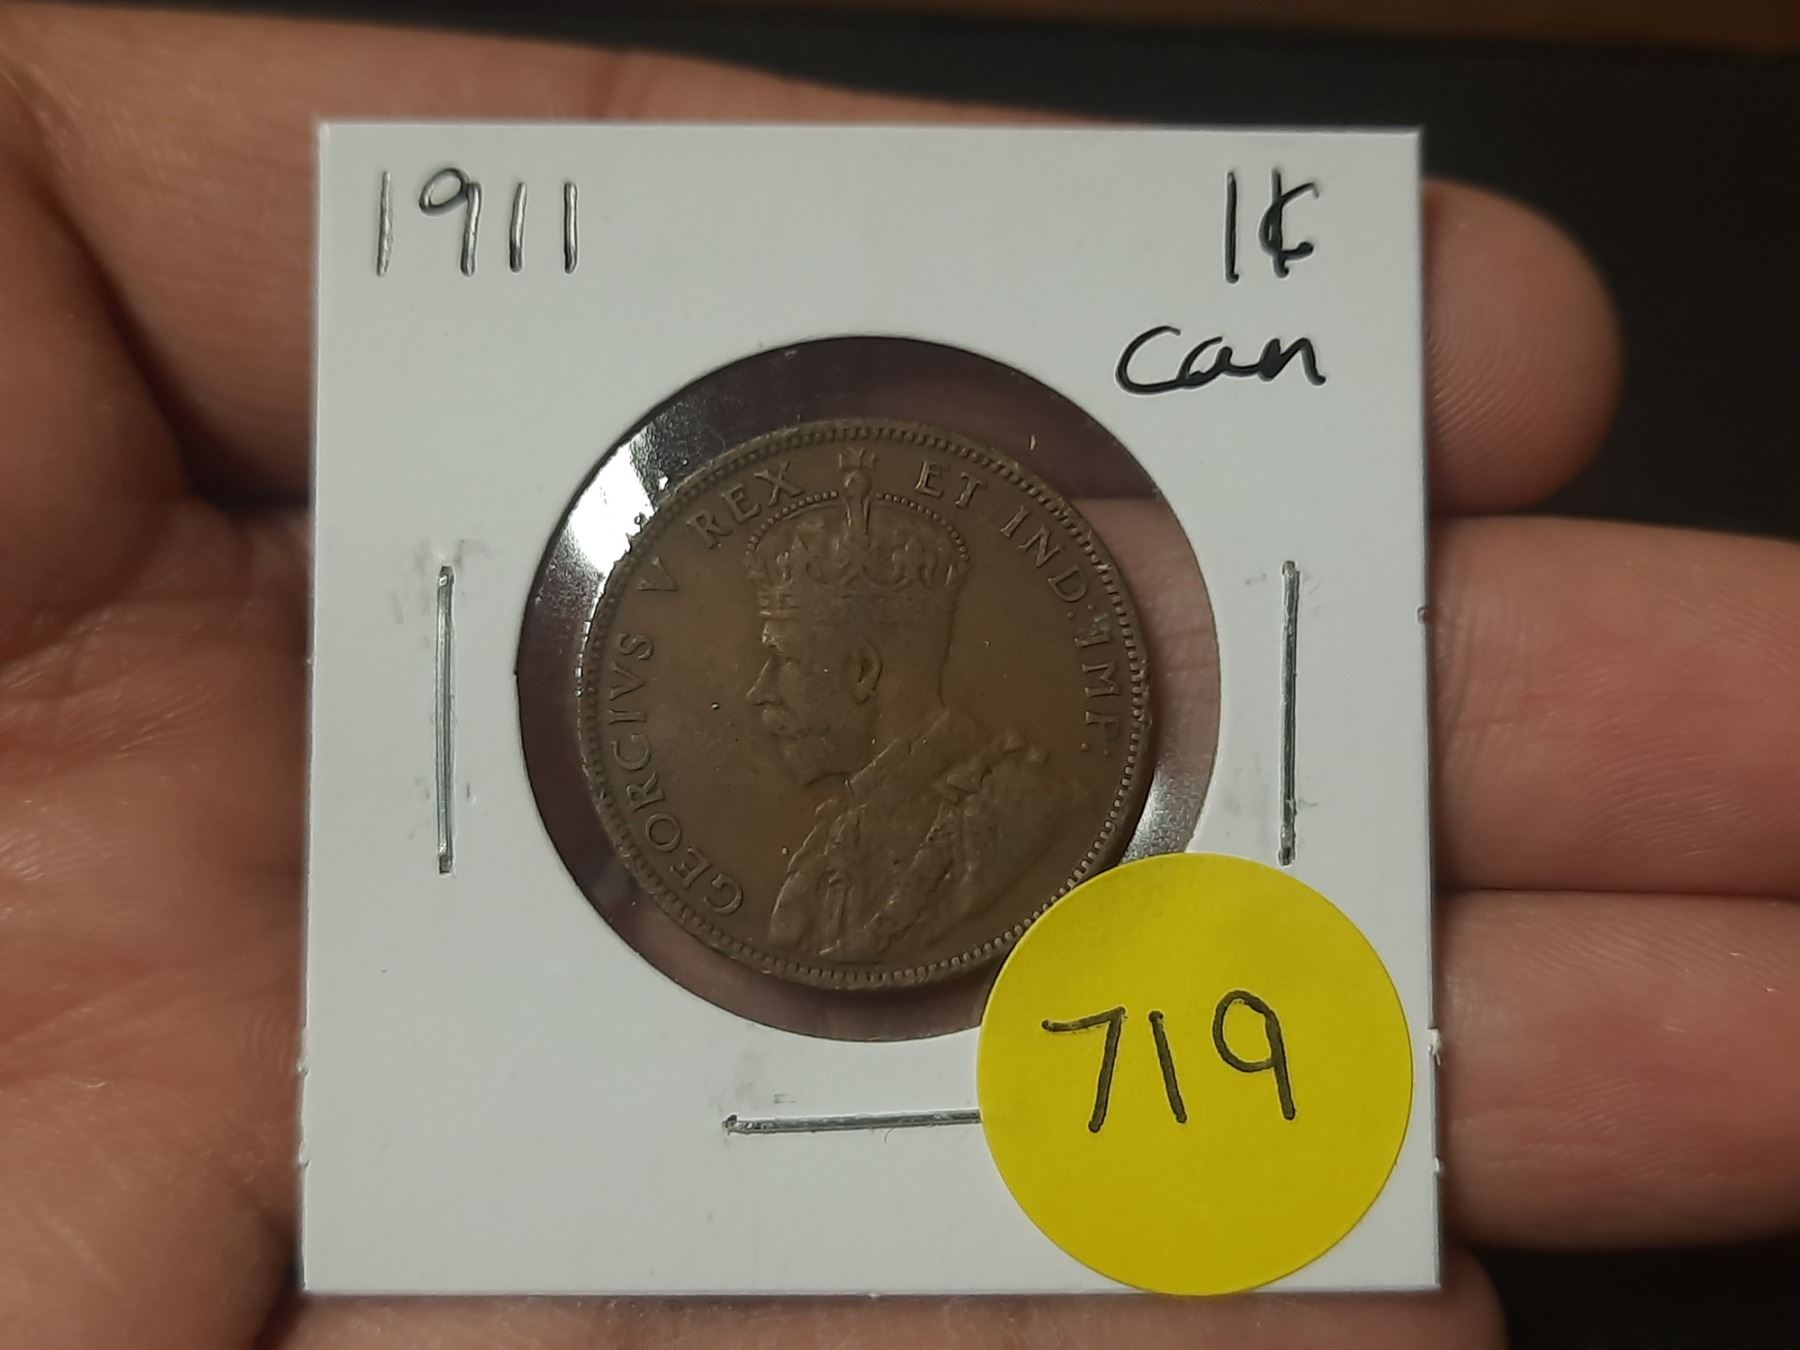 1911
1¢
Can
GEORGIVS V REX ET IND: IMP:
719